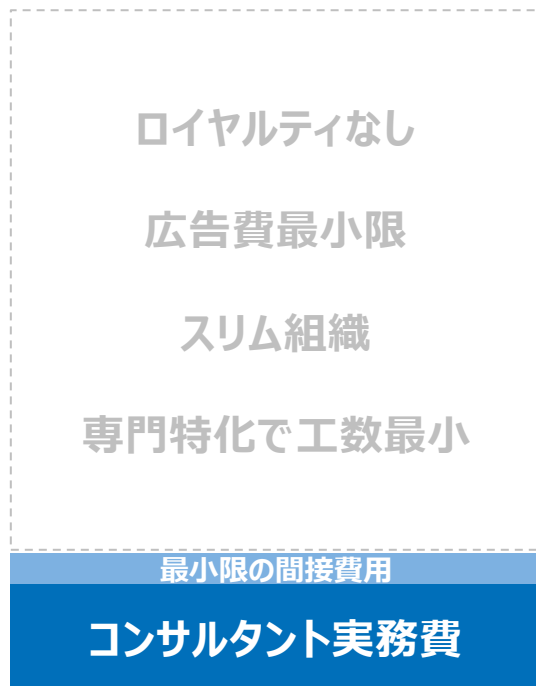 ロイヤルティなし
広告費最小限
スリム組織
専門特化で工数最小
最小限の間接費用
コンサルタント実務費